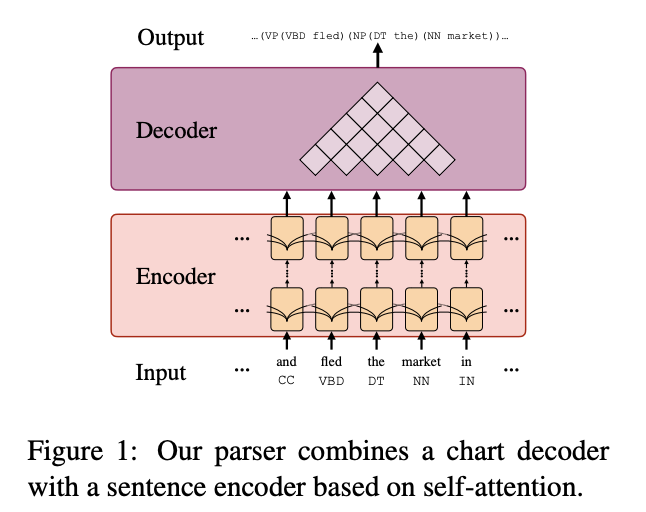 Output
...(VP(VBD fled)(NP(DT the)(NN market))...
Decoder
Encoder
... ...
... ...
Input ... and fled the market in ...
CC VBD DT NN IN
Figure 1: Our parser combines a chart decoder
with a sentence encoder based on self-attention.